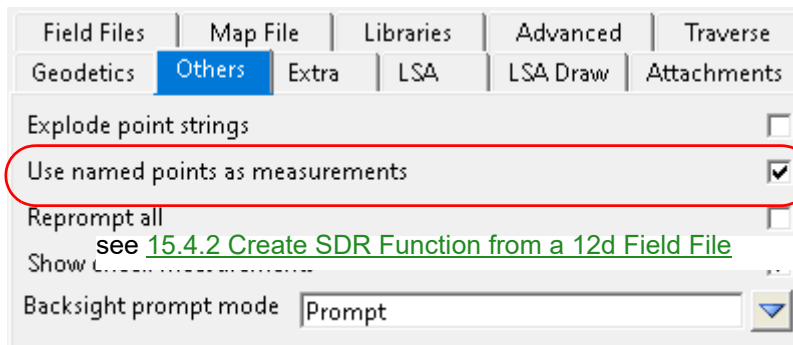 Field Files Map File Libraries Advanced Traverse
Geodetics Others Extra LSA LSA Draw Attachments
Explode point strings
Use named points as measurements
Reprompt all
see 15.4.2 Create SDR Function from a 12d Field File
Show
Backsight prompt mode Prompt